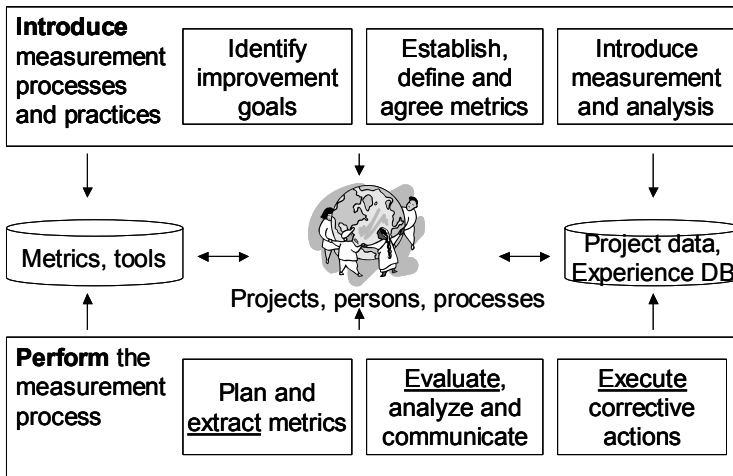 Introduce
measurement
processes
and practices
Identify
improvement
goals
Establish,
define and
agree metrics
Introduce
measurement
and analysis
Metrics, tools
Projects, persons, processes
Project data,
Experience DB
Perform the
measurement
process
Plan and
extract metrics
Evaluate,
analyze and
communicate
Execute
corrective
actions